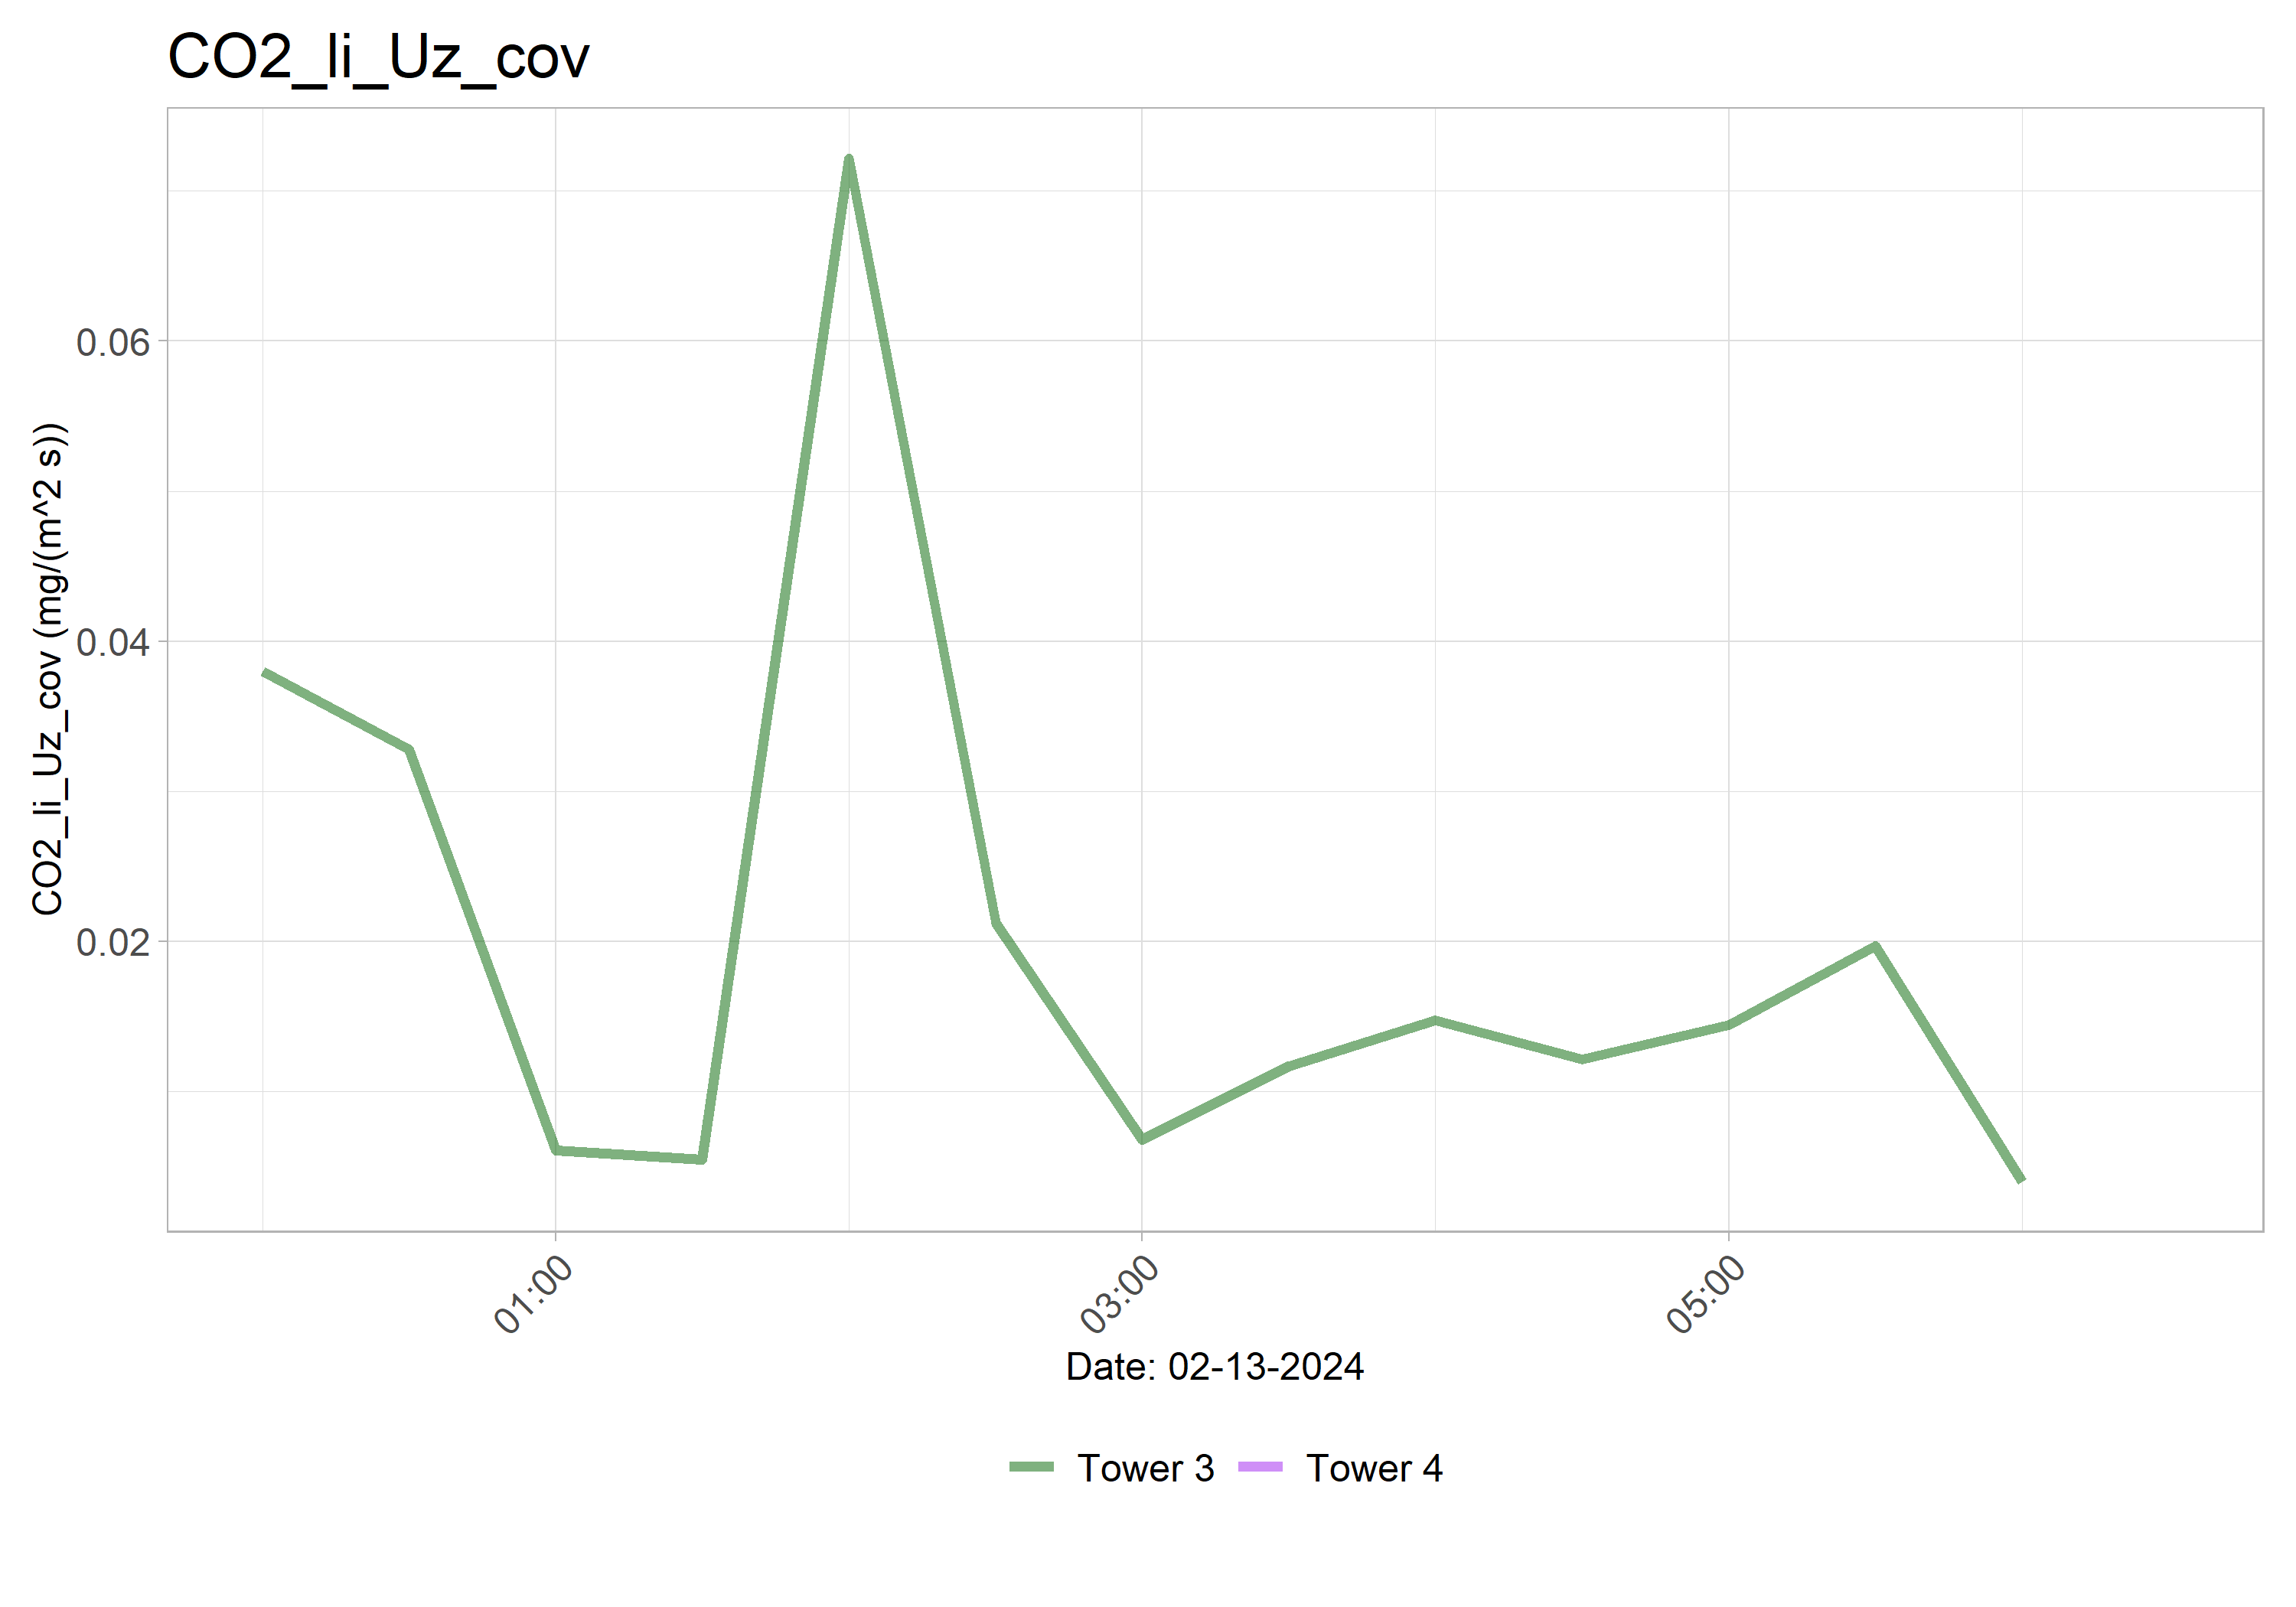 CO2_li_Uz_cov
CO2_li_Uz_cov (mg/(m^2 s))
0.06
0.04
0.02
01:00
03:00
05:00
Date: 02-13-2024
Tower 3
Tower 4